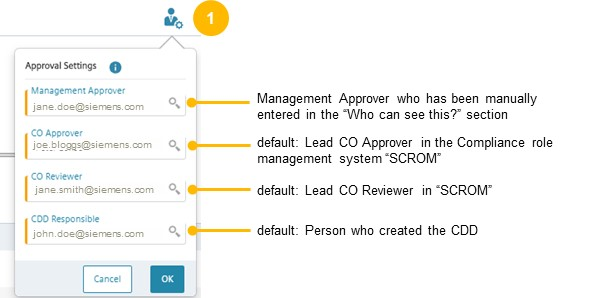 1
Approval Settings i
Management Approver
jane.doe@siemens.com
Management Approver who has been manually
entered in the “Who can see this?” section
CO Approver
joe.bloggs@siemens.com
default: Lead CO Approver in the Compliance role
management system “SCROM”
CO Reviewer
jane.smith@siemens.com
default: Lead CO Reviewer in “SCROM”
CDD Responsible
john.doe@siemens.com
default: Person who created the CDD
Cancel OK